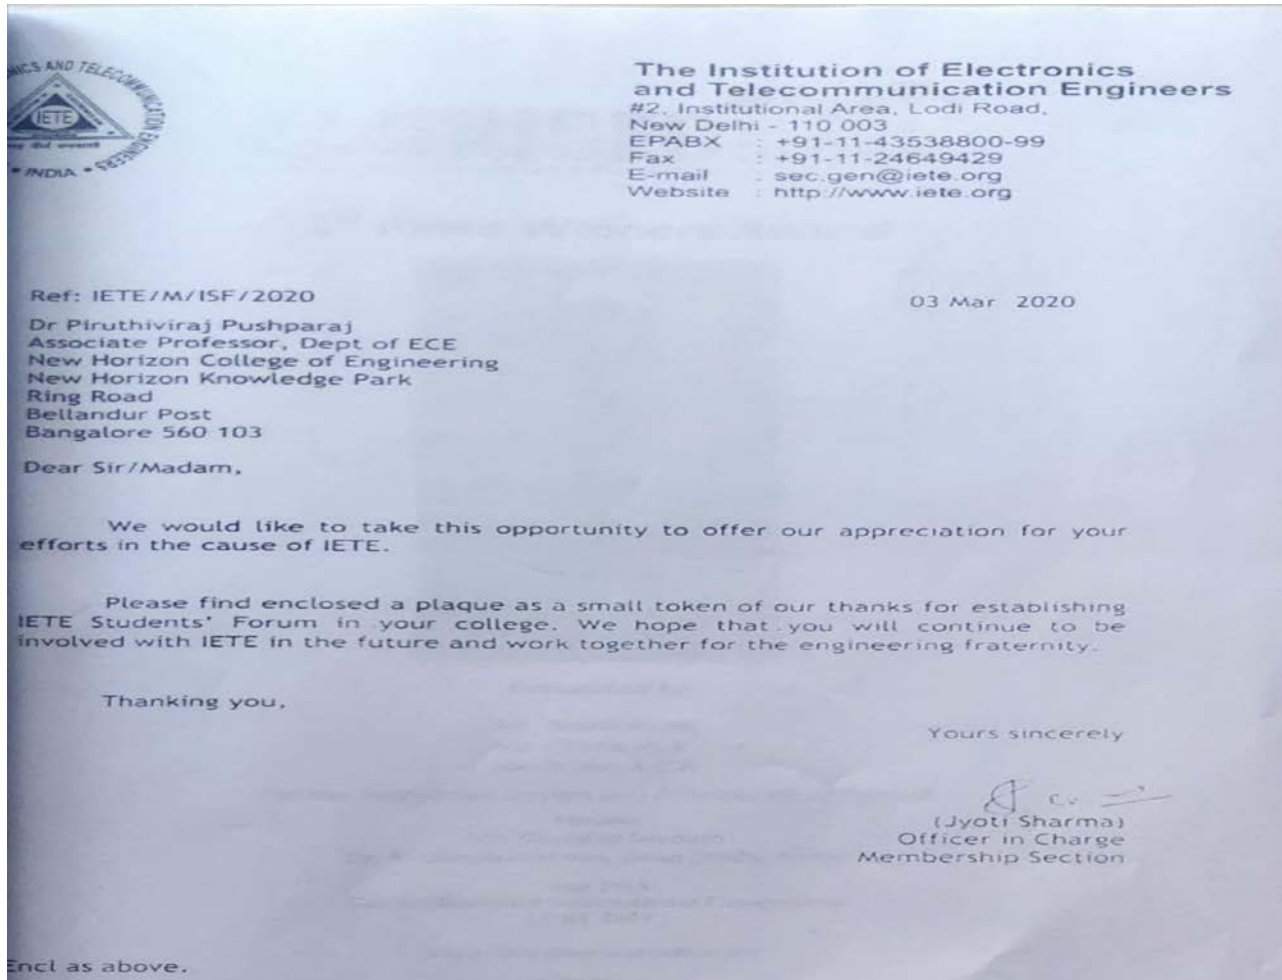 NICS AND TELECOMMUNICATION ENGINEERS
IETE
• INDIA •
The Institution of Electronics
and Telecommunication Engineers
#2, Institutional Area, Lodi Road,
New Delhi - 110 003
EPABX : +91-11-43538800-99
Fax : +91-11-24649429
E-mail : sec.gen@iete.org
Website : http://www.iete.org
Ref: IETE/M/ISF/2020
03 Mar 2020
Dr Piruthiviraj Pushparaj
Associate Professor, Dept of ECE
New Horizon College of Engineering
New Horizon Knowledge Park
Ring Road
Bellandur Post
Bangalore 560 103
Dear Sir/Madam,
We would like to take this opportunity to offer our appreciation for your
efforts in the cause of IETE.
Please find enclosed a plaque as a small token of our thanks for establishing
IETE Students' Forum in your college. We hope that you will continue to be
involved with IETE in the future and work together for the engineering fraternity.
Thanking you,
Yours sincerely
(Jyoti Sharma)
Officer in Charge
Membership Section
Encl as above.